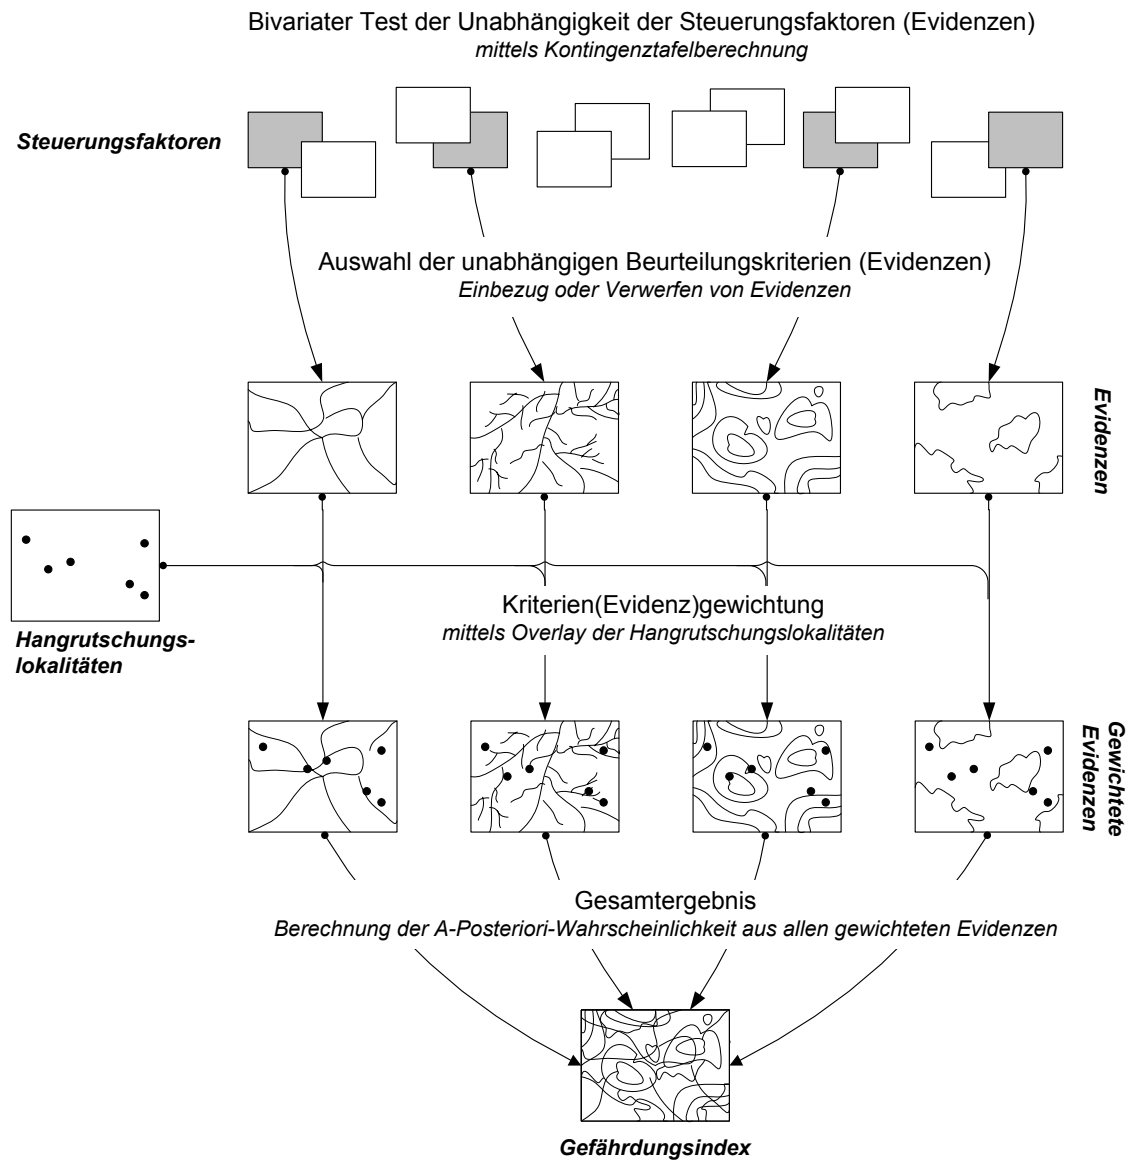 Bivariater Test der Unabhängigkeit der Steuerungsfaktoren (Evidenzen)
mittels Kontingenztafelberechnung
Steuerungsfaktoren
Auswahl der unabhängigen Beurteilungskriterien (Evidenzen)
Einbezug oder Verwerfen von Evidenzen
Evidenzen
Hangrutschungs-
lokalitäten
Kriterien(Evidenz)gewichtung
mittels Overlay der Hangrutschungslokalitäten
Gewichtete
Evidenzen
Gesamtergebnis
Berechnung der A-Posteriori-Wahrscheinlichkeit aus allen gewichteten Evidenzen
Gefährdungsindex